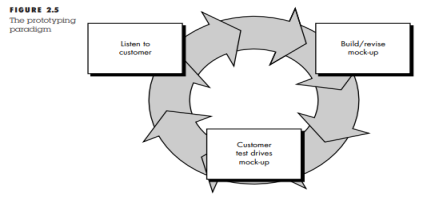 FIGURE 2.5
The prototyping
paradigm
Listen to
customer
Build/revise
mock-up
Customer
test drives
mock-up